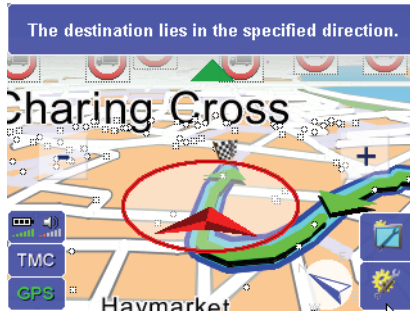 The destination lies in the specified direction.
Charing Cross
- +
TMC
GPS
Haymarket
N
W